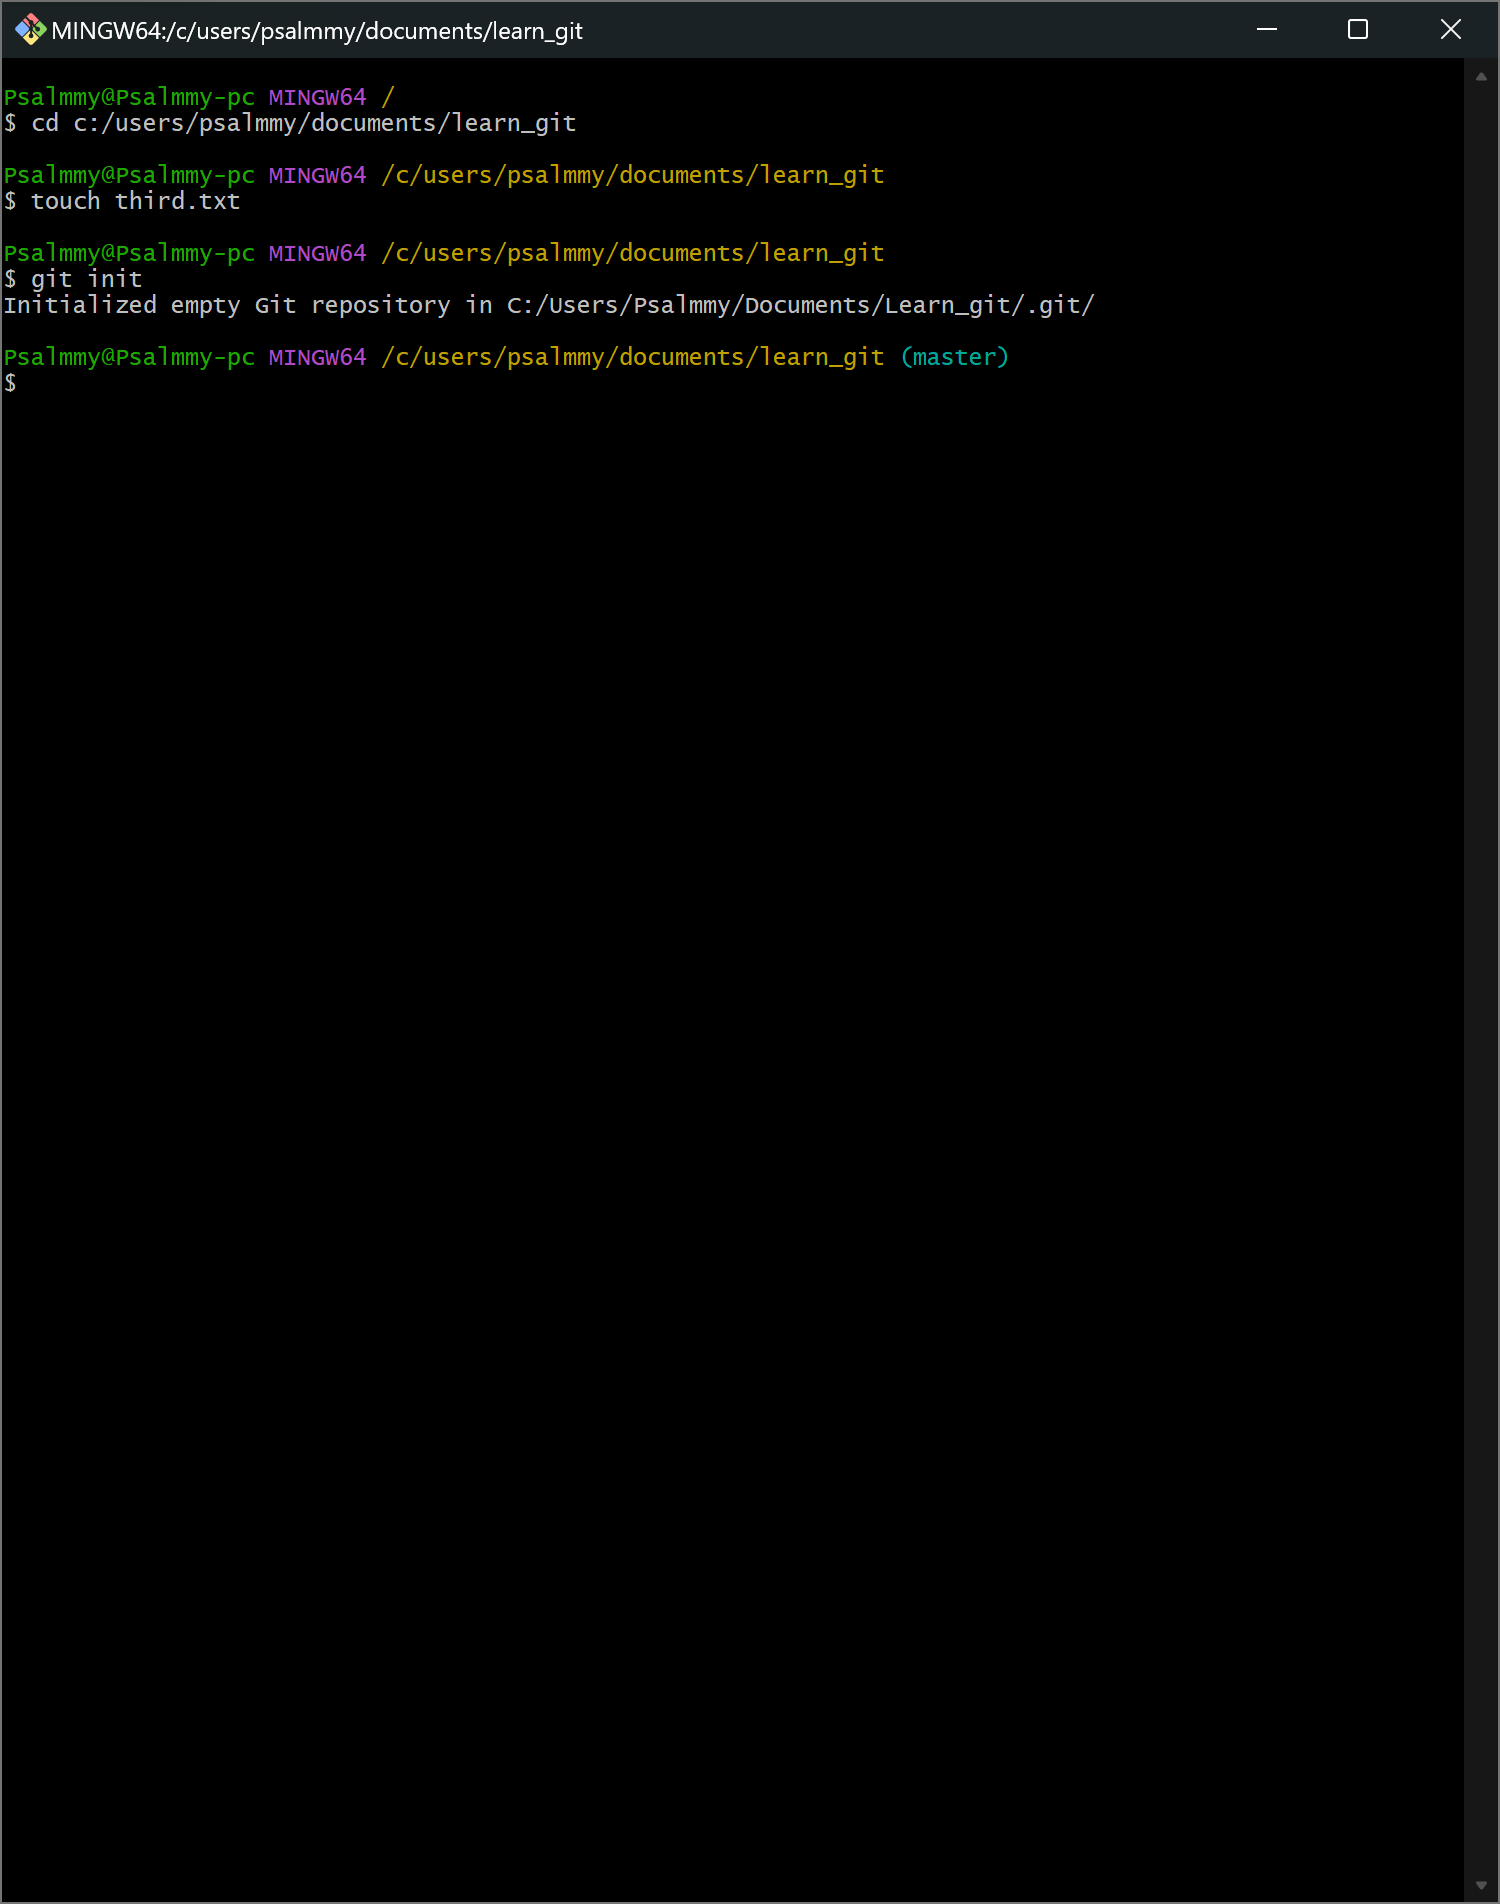 MINGW64:/c/users/psalmmy/documents/learn_git
Psalmmy@Psalmmy-pc MINGW64 /
$ cd c:/users/psalmmy/documents/learn_git
Psalmmy@Psalmmy-pc MINGW64 /c/users/psalmmy/documents/learn_git
$ touch third.txt
Psalmmy@Psalmmy-pc MINGW64 /c/users/psalmmy/documents/learn_git
$ git init
Initialized empty Git repository in C:/Users/Psalmmy/Documents/Learn_git/.git/
Psalmmy@Psalmmy-pc MINGW64 /c/users/psalmmy/documents/learn_git (master)
$